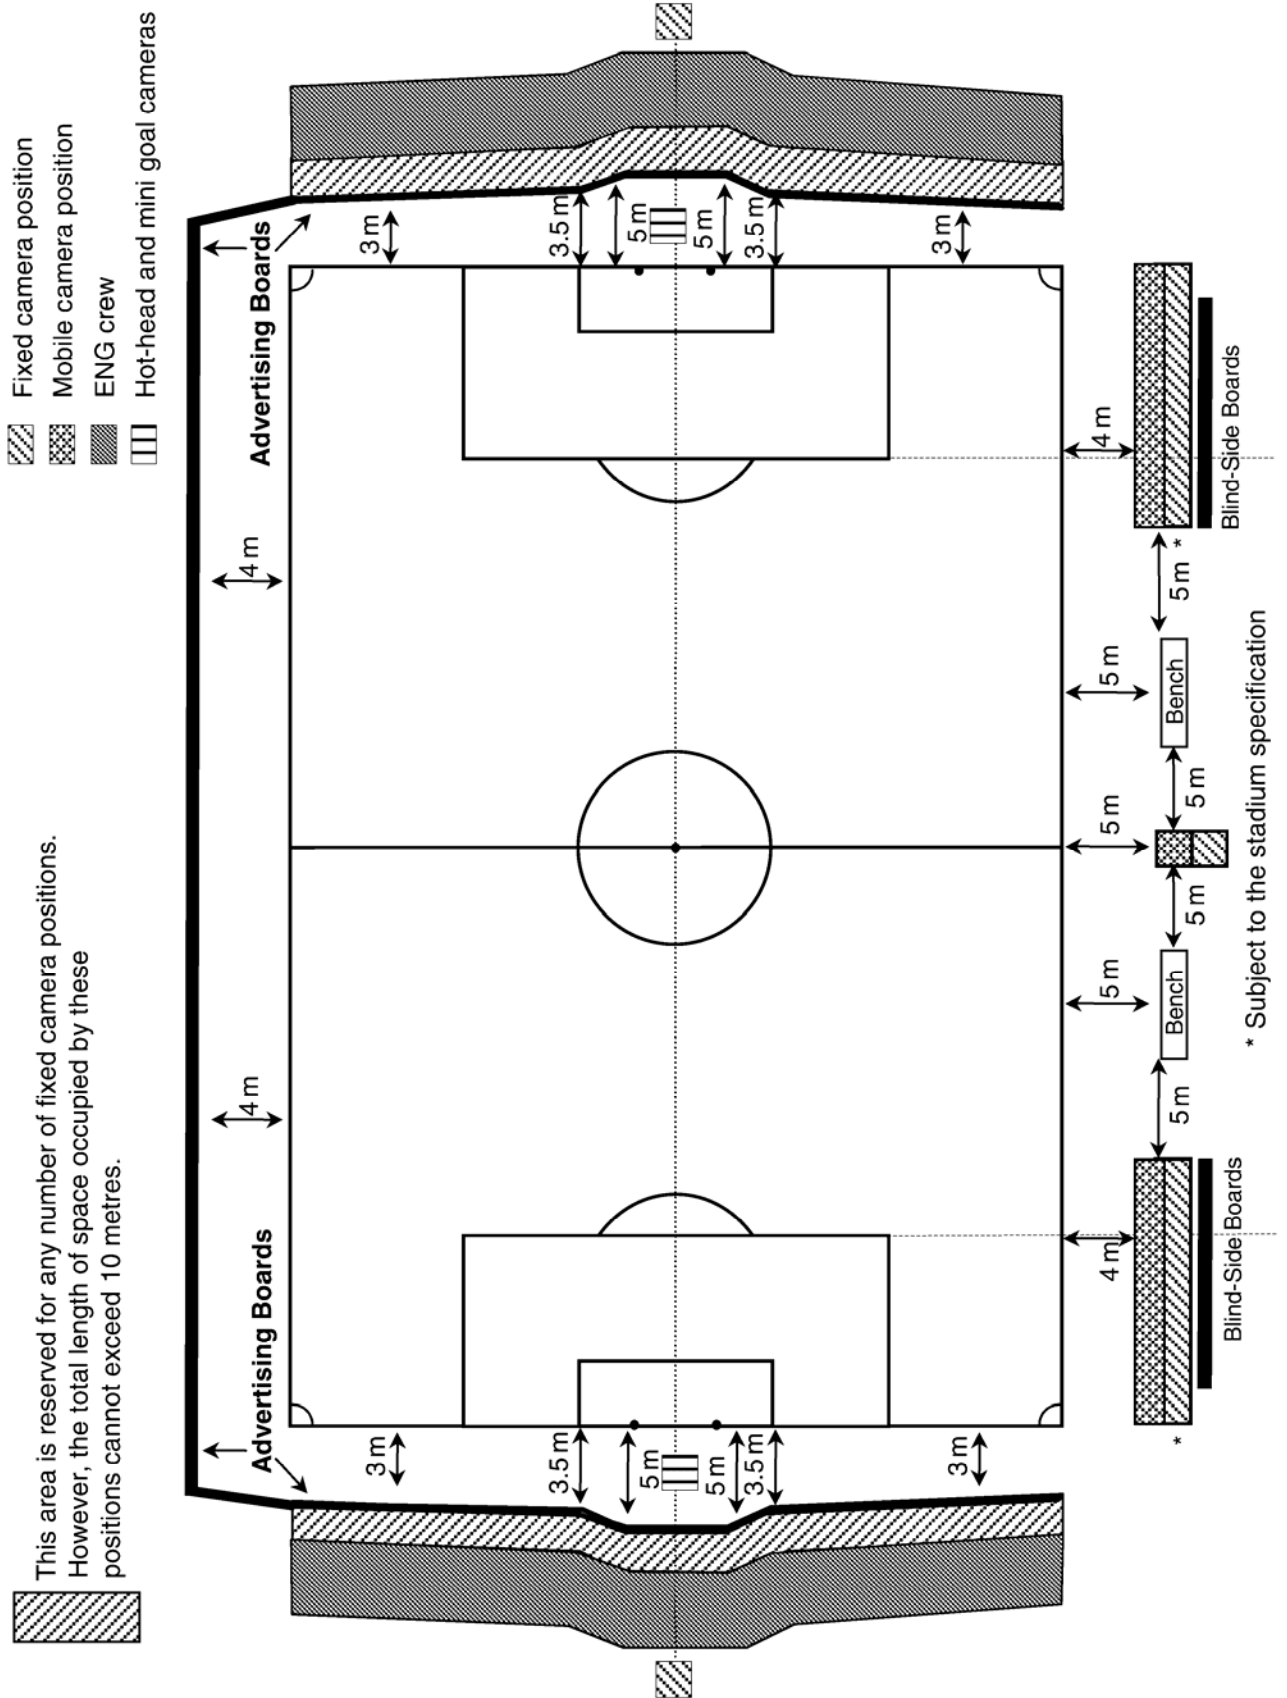 This area is reserved for any number of fixed camera positions.
However, the total length of space occupied by these
positions cannot exceed 10 metres.
Fixed camera position
Mobile camera position
ENG crew
Hot-head and mini goal cameras
Advertising Boards
Advertising Boards
4 m
4 m
3 m
3 m
3.5 m
3.5 m
5 m
5 m
5 m
5 m
3.5 m
3.5 m
3 m
3 m
4 m
5 m
5 m
5 m
4 m
*
5 m
Bench
5 m
5 m
Bench
5 m
*
Blind-Side Boards
Blind-Side Boards
* Subject to the stadium specification